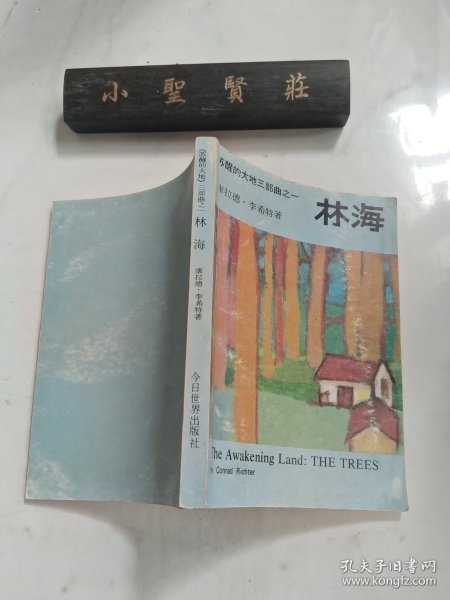 小聖賢莊
苏醒的大地三部曲之一
林海
康拉德·李希特著
The Awakening Land: THE TREES
by Conrad Richter
《苏醒的大地》三部曲之一
林海
康拉德·李希特著
今日世界出版社
孔夫子旧书网
www.kongfz.com